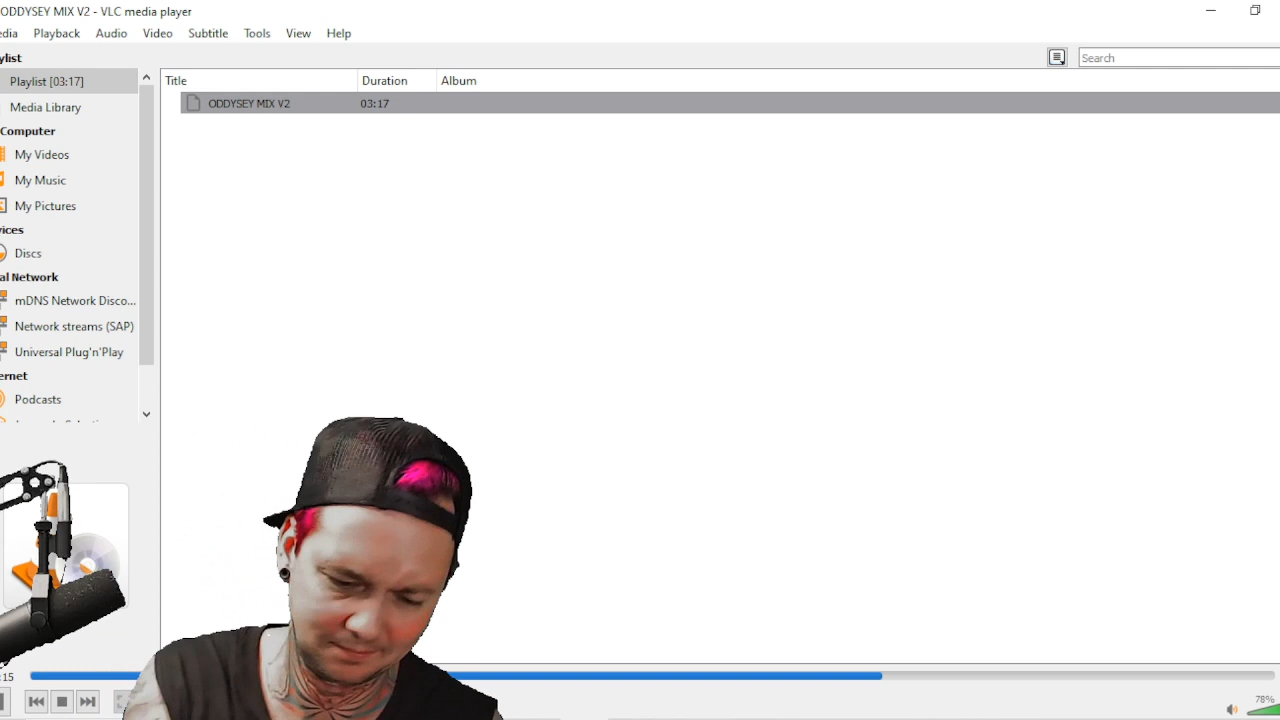 ODDYSEY MIX V2 - VLC media player
edia Playback Audio Video Subtitle Tools View Help
ylist
Search
Playlist [03:17]
Title Duration Album
ODDYSEY MIX V2 03:17
Media Library
Computer
My Videos
My Music
My Pictures
vices
Discs
al Network
mDNS Network Disco...
Network streams (SAP)
Universal Plug'n'Play
ernet
Podcasts
:15
78%